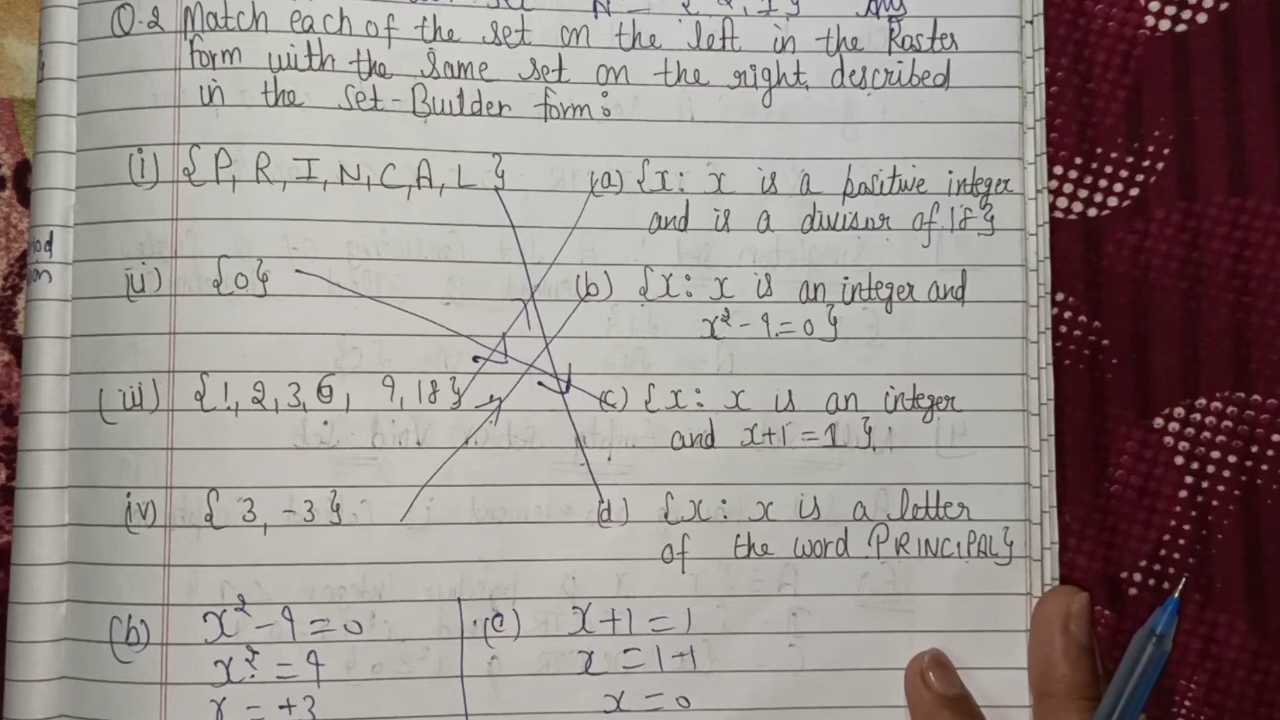 Q.2 Match each of the set on the left in the Roster
form with the same set on the right described
in the set-Builder form:
(i) {P, R, I, N, C, A, L}
(a) {x: x is a positive integer
and is a divisor of 18}
(ii) {0}
(b) {x: x is an integer and
x² - 9 = 0}
(iii) {1, 2, 3, 6, 9, 18}
(c) {x: x is an integer
and x+1 = 1}
(iv) {3, -3}
(d) {x: x is a letter
of the word PRINCIPAL}
(b) x² - 9 = 0
x² = 9
(c) x+1 = 1
x = 1-1
x = 0